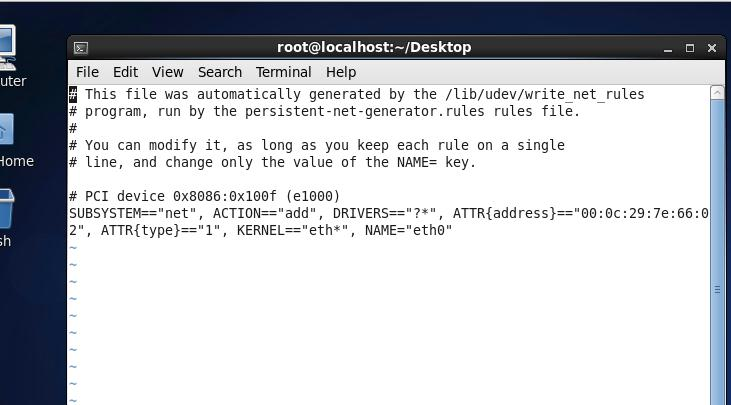 root@localhost:~/Desktop
File Edit View Search Terminal Help
uter
Home
sh
# This file was automatically generated by the /lib/udev/write_net_rules
# program, run by the persistent-net-generator.rules rules file.
#
# You can modify it, as long as you keep each rule on a single
# line, and change only the value of the NAME= key.
# PCI device 0x8086:0x100f (e1000)
SUBSYSTEM=="net", ACTION=="add", DRIVERS=="?*", ATTR{address}=="00:0c:29:7e:66:0
2", ATTR{type}=="1", KERNEL=="eth*", NAME="eth0"
~
~
~
~
~
~
~
~
~
~